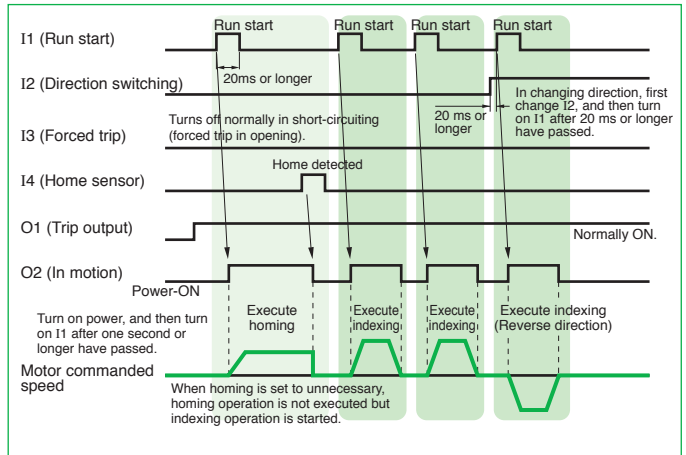 Run start
Run start
Run start
Run start
I1 (Run start)
20ms or longer
I2 (Direction switching)
20 ms or
longer
In changing direction, first
change I2, and then turn
on I1 after 20 ms or longer
have passed.
Turns off normally in short-circuiting
(forced trip in opening).
I3 (Forced trip)
Home detected
I4 (Home sensor)
O1 (Trip output)
Normally ON.
O2 (In motion)
Power-ON
Turn on power, and then turn
on I1 after one second or
longer have passed.
Execute
homing
Execute
indexing
Execute
indexing
Execute indexing
(Reverse direction)
Motor commanded
speed
When homing is set to unnecessary,
homing operation is not executed but
indexing operation is started.